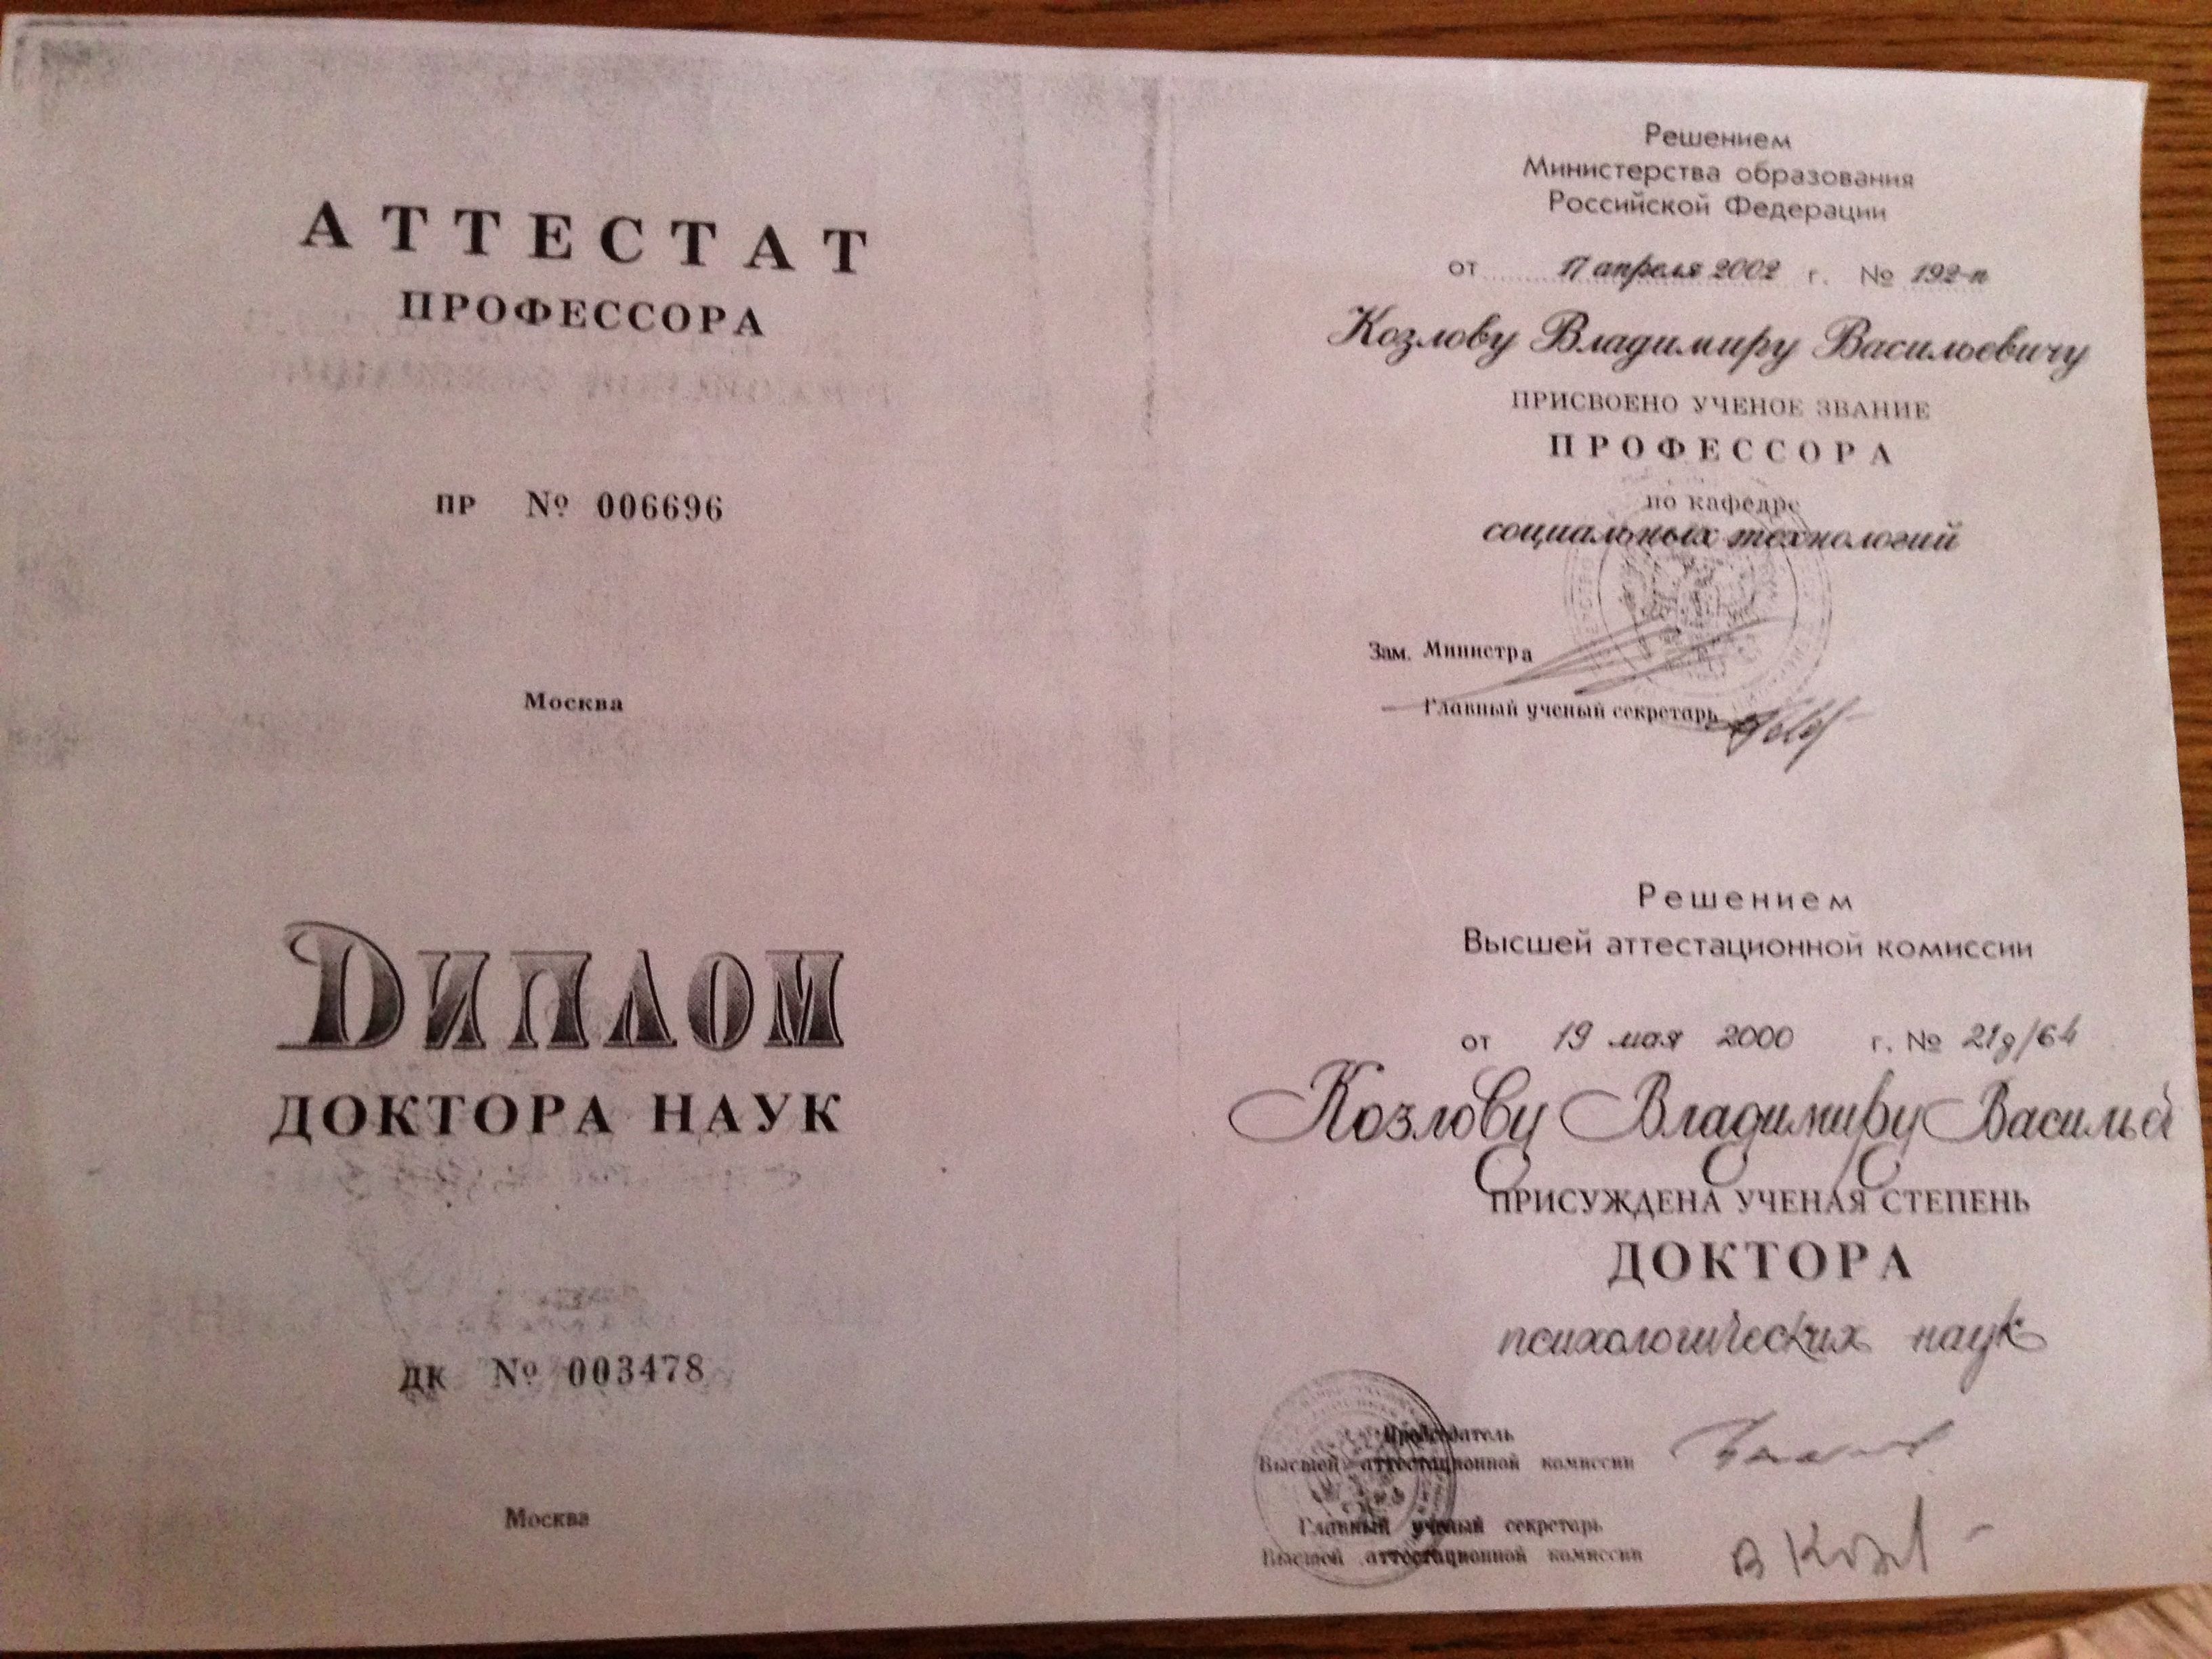 АТТЕСТАТ
ПРОФЕССОРА
ПР № 006696
Москва
Решением
Министерства образования
Российской Федерации
от 17 апреля 2002 г. № 192-п
Козлову Владимиру Васильевичу
ПРИСВОЕНО УЧЕНОЕ ЗВАНИЕ
ПРОФЕССОРА
по кафедре
социальных технологий
Зам. Министра
Главный ученый секретарь
ДИПЛОМ
ДОКТОРА НАУК
ДК № 003478
Москва
Решением
Высшей аттестационной комиссии
от 19 мая 2000 г. № 21д/64
Козлову Владимиру Василье
ПРИСУЖДЕНА УЧЕНАЯ СТЕПЕНЬ
ДОКТОРА
психологических наук
Председатель
Высшей аттестационной комиссии
Главный ученый секретарь
Высшей аттестационной комиссии